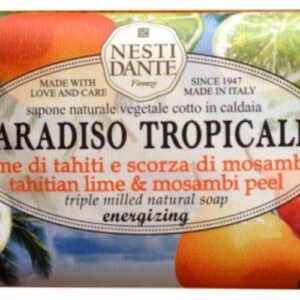 NESTI
DANTE
Firenze
MADE WITH
LOVE AND CARE
SINCE 1947
MADE IN ITALY
sapone naturale vegetale cotto in caldaia
ARADISO TROPICAL
me di tahiti e scorza di mosamb
tahitian lime & mosambi peel
triple milled natural soap
energizing